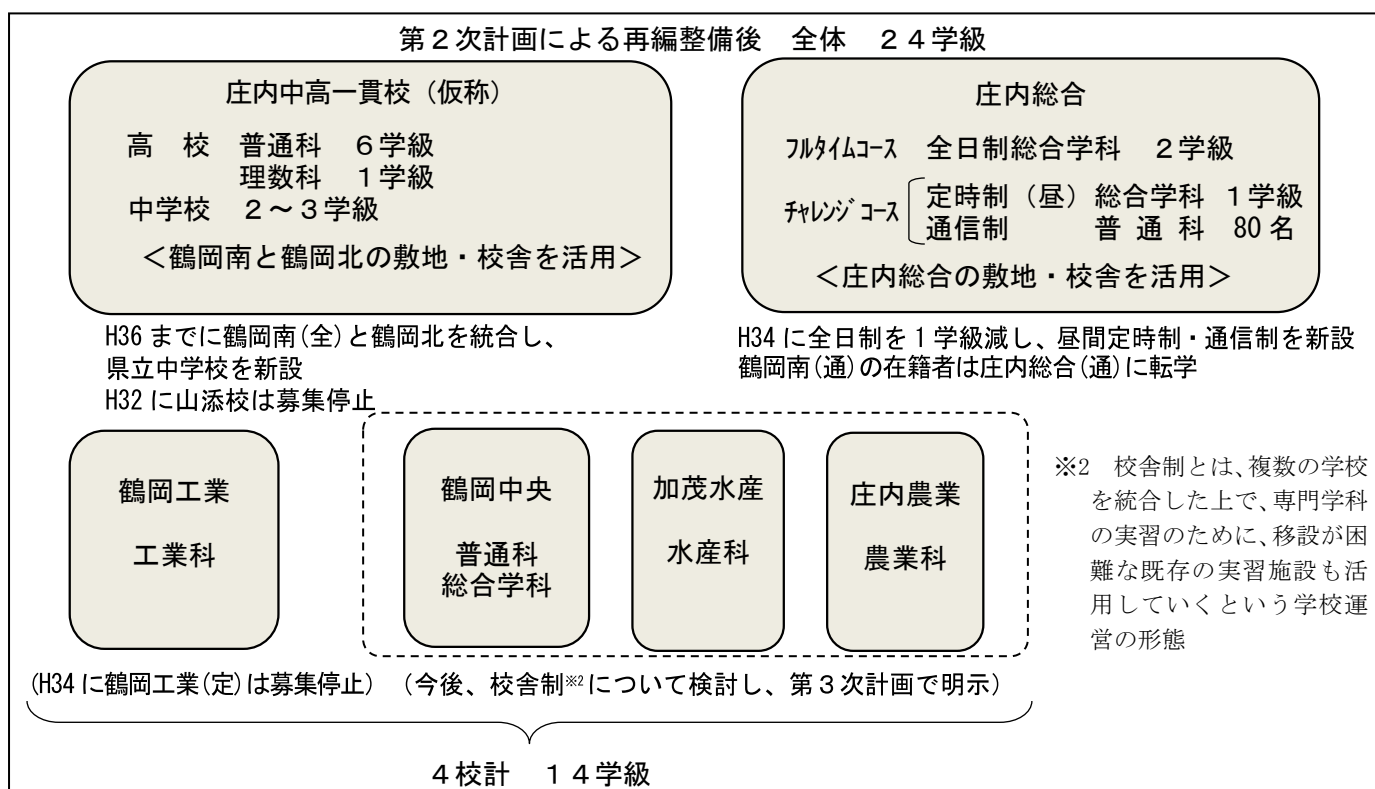 第２次計画による再編整備後　全体　２４学級
庄内中高一貫校（仮称）
高　校　普通科　６学級
理数科　１学級
中学校　２～３学級
＜鶴岡南と鶴岡北の敷地・校舎を活用＞
H36 までに鶴岡南(全)と鶴岡北を統合し、
県立中学校を新設
H32 に山添校は募集停止
庄内総合
ﾌﾙﾀｲﾑｺｰｽ　全日制総合学科　２学級
ﾁｬﾚﾝｼﾞｺｰｽ
定時制（昼）総合学科　１学級
通信制　普 通 科　80 名
＜庄内総合の敷地・校舎を活用＞
H34 に全日制を 1 学級減し、昼間定時制・通信制を新設
鶴岡南(通)の在籍者は庄内総合(通)に転学
鶴岡工業
工業科
鶴岡中央
普通科
総合学科
加茂水産
水産科
庄内農業
農業科
※2　校舎制とは、複数の学校
を統合した上で、専門学科
の実習のために、移設が困
難な既存の実習施設も活
用していくという学校運
営の形態
(H34 に鶴岡工業(定)は募集停止)　(今後、校舎制※2 について検討し、第３次計画で明示)
４校計　１４学級